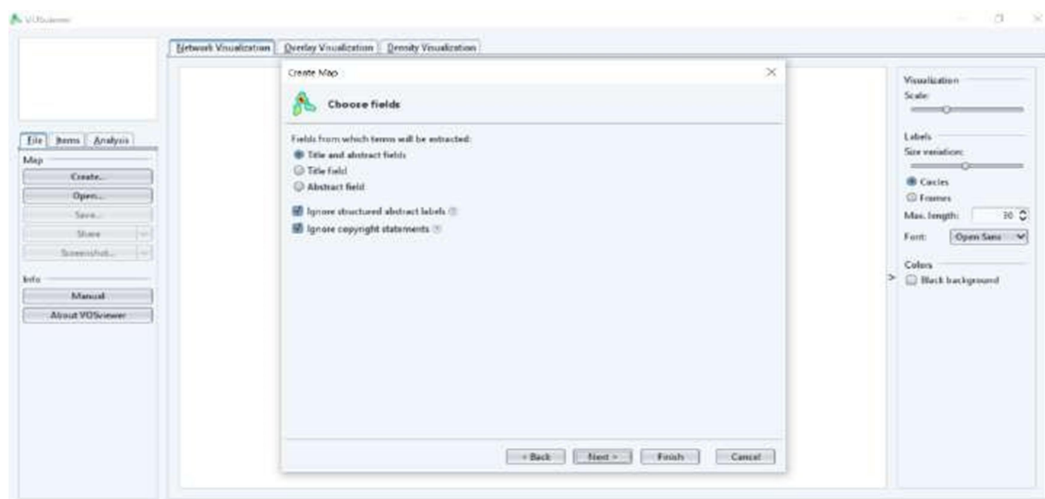 VOSviewer
Network Visualization Overlay Visualization Density Visualization
File Items Analysis
Map
Create...
Open...
Save...
Share
Screenshot...
Info
Manual
About VOSviewer
Create Map
Choose fields
Fields from which terms will be extracted:
Title and abstract fields
Title field
Abstract field
Ignore structured abstract labels
Ignore copyright statements
< Back Next > Finish Cancel
Visualization
Scale:
Labels
Size variation:
Circles
Frames
Max. length: 30
Font: Open Sans
Colors
Black background